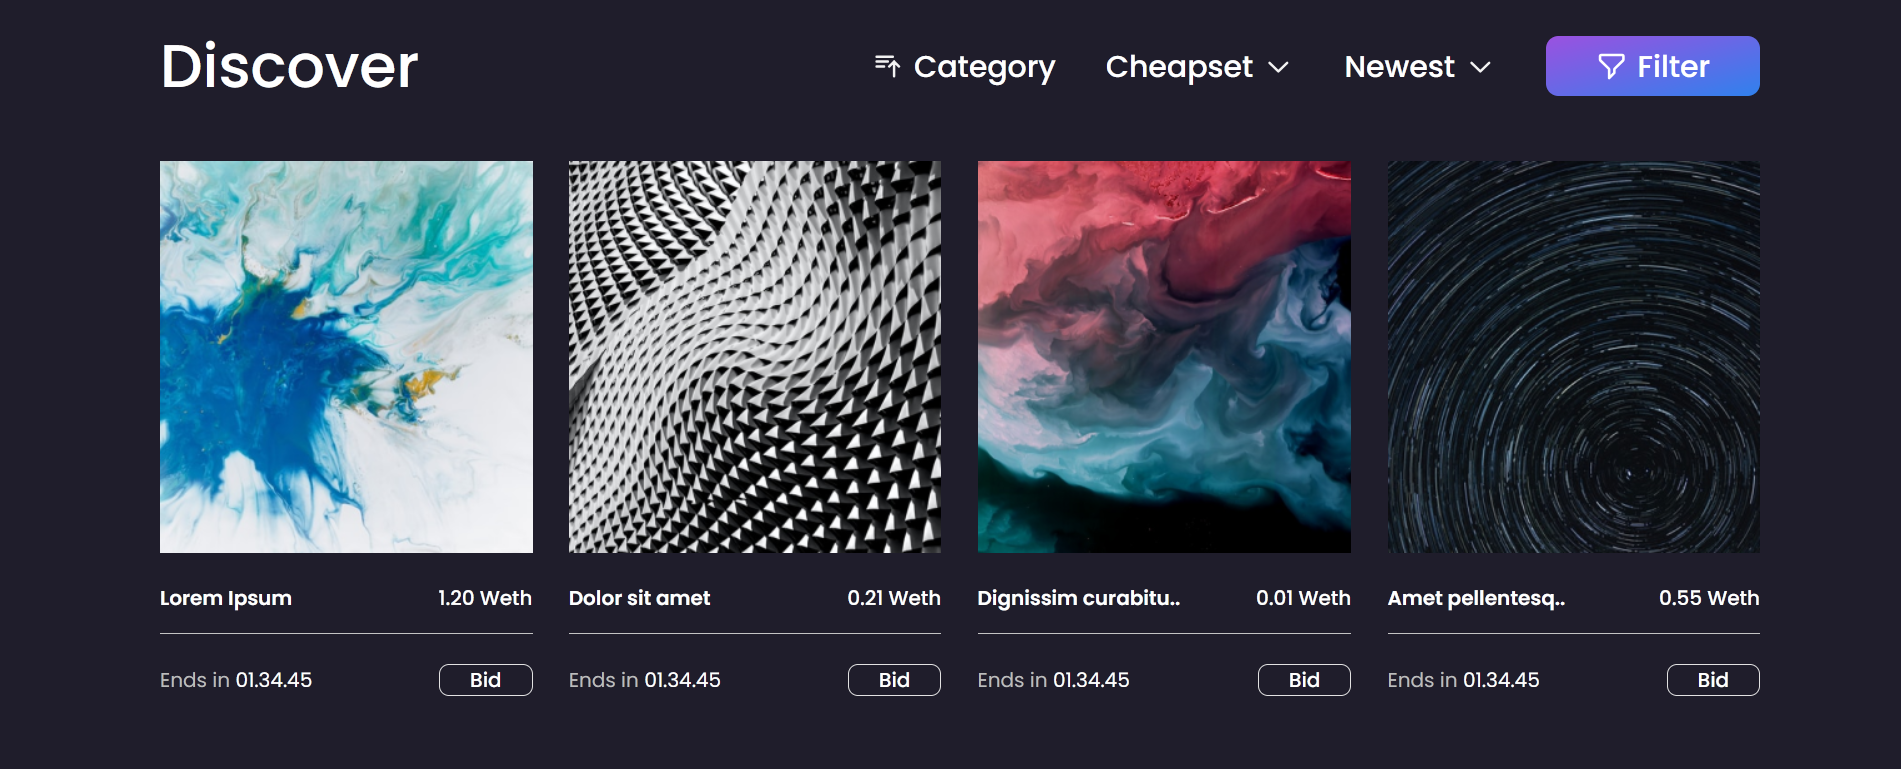 Discover
Category Cheapset Newest Filter
Lorem Ipsum 1.20 Weth
Dolor sit amet 0.21 Weth
Dignissim curabitu.. 0.01 Weth
Amet pellentesq.. 0.55 Weth
Ends in 01.34.45 Bid
Ends in 01.34.45 Bid
Ends in 01.34.45 Bid
Ends in 01.34.45 Bid